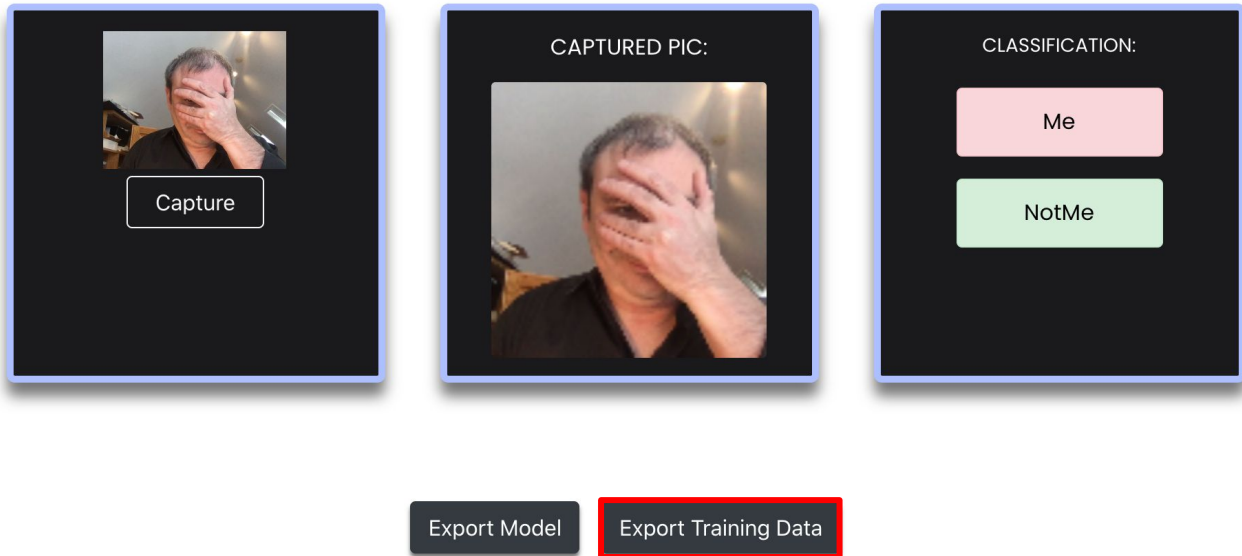 Capture
CAPTURED PIC:
CLASSIFICATION:
Me
NotMe
Export Model
Export Training Data